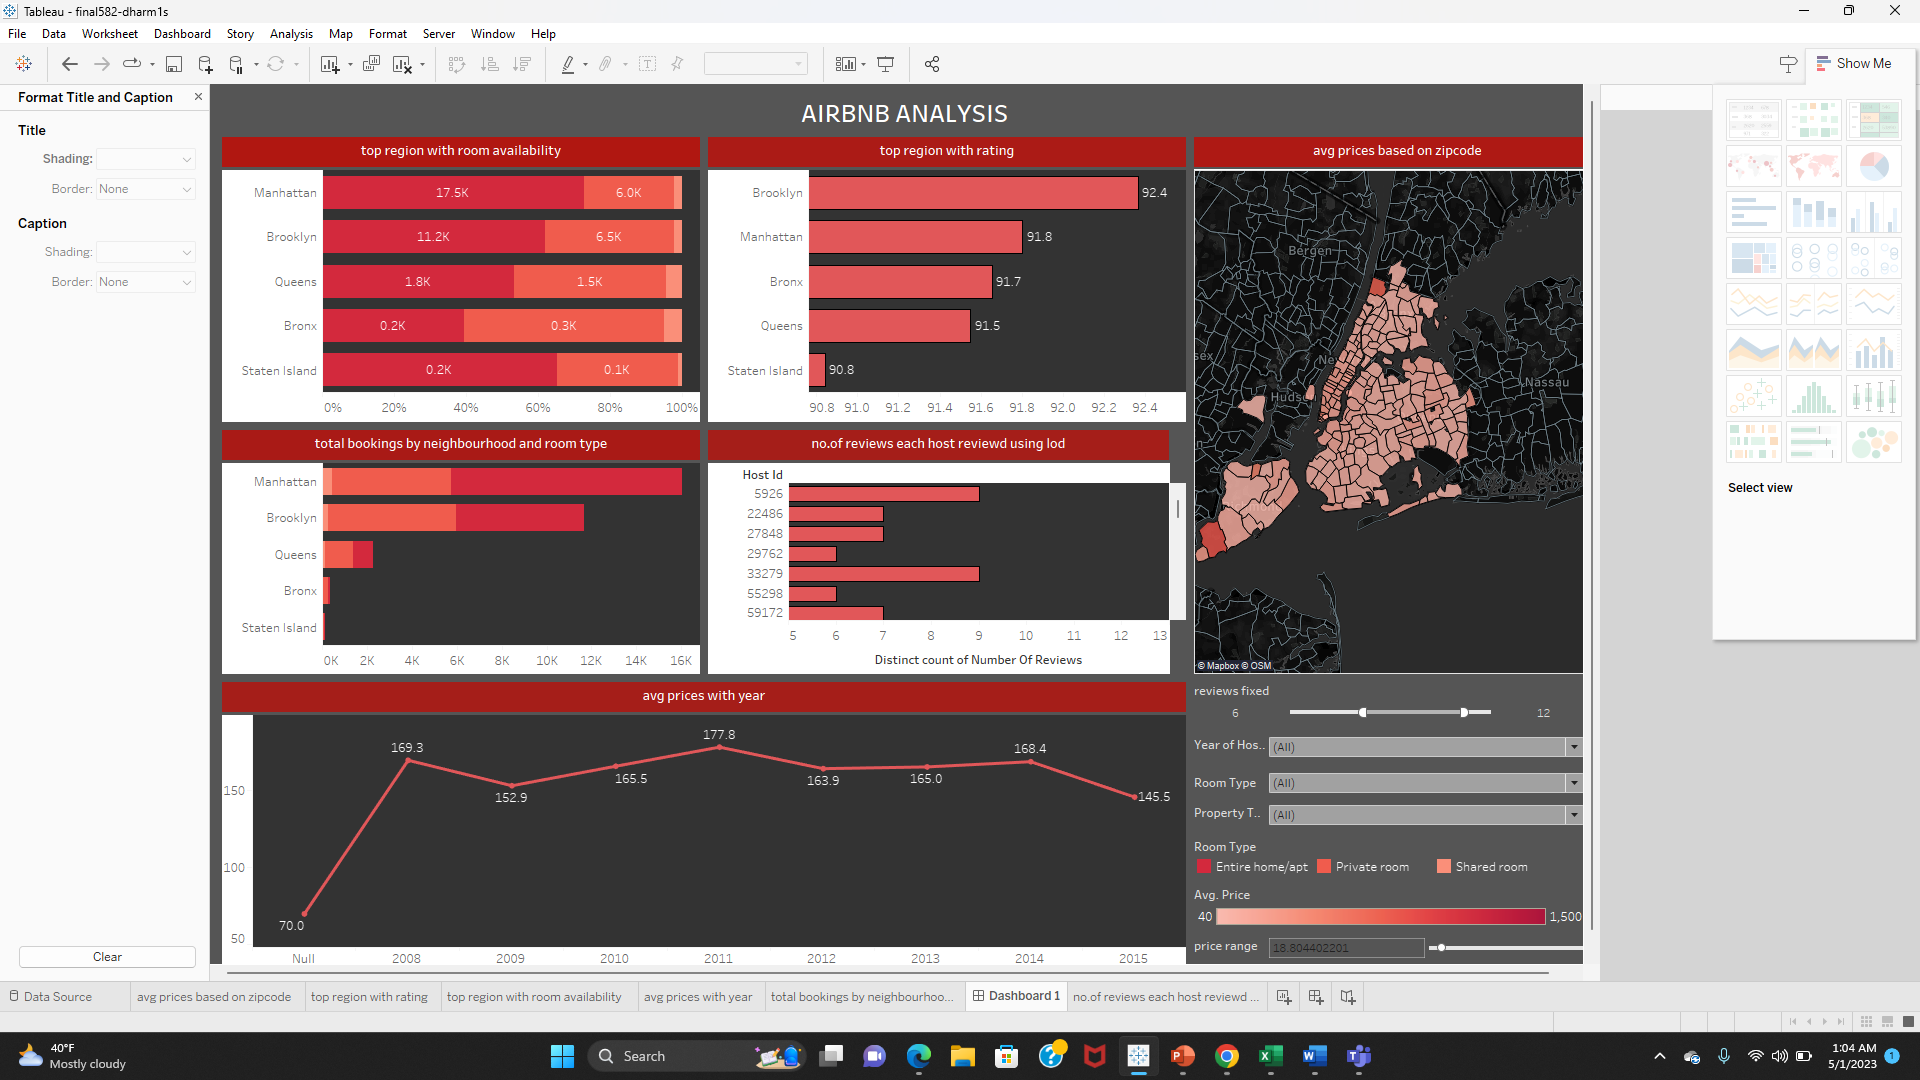 Tableau - final582-dharm1s
File Data Worksheet Dashboard Story Analysis Map Format Server Window Help
Show Me
Format Title and Caption
Title
Shading:
Border: None
Caption
Shading:
Border: None
Clear
AIRBNB ANALYSIS
top region with room availability
Manhattan 17.5K 6.0K
Brooklyn 11.2K 6.5K
Queens 1.8K 1.5K
Bronx 0.2K 0.3K
Staten Island 0.2K 0.1K
0% 20% 40% 60% 80% 100%
top region with rating
Brooklyn 92.4
Manhattan 91.8
Bronx 91.7
Queens 91.5
Staten Island 90.8
90.8 91.0 91.2 91.4 91.6 91.8 92.0 92.2 92.4
avg prices based on zipcode
Bergen
sex
Ne
Nassau
Hudson
© Mapbox © OSM
total bookings by neighbourhood and room type
Manhattan
Brooklyn
Queens
Bronx
Staten Island
0K 2K 4K 6K 8K 10K 12K 14K 16K
no.of reviews each host reviewd using lod
Host Id
5926
22486
27848
29762
33279
55298
59172
5 6 7 8 9 10 11 12 13
Distinct count of Number Of Reviews
avg prices with year
150
100
50
70.0 169.3 152.9 165.5 177.8 163.9 165.0 168.4 145.5
Null 2008 2009 2010 2011 2012 2013 2014 2015
reviews fixed
6 12
Year of Hos.. (All)
Room Type (All)
Property T.. (All)
Room Type
Entire home/apt Private room Shared room
Avg. Price
40 1,500
price range 18.804402201
Select view
Data Source avg prices based on zipcode top region with rating top region with room availability avg prices with year total bookings by neighbourhoo... Dashboard 1 no.of reviews each host reviewd ...
40°F
Mostly cloudy
Search
1:04 AM
5/1/2023
1